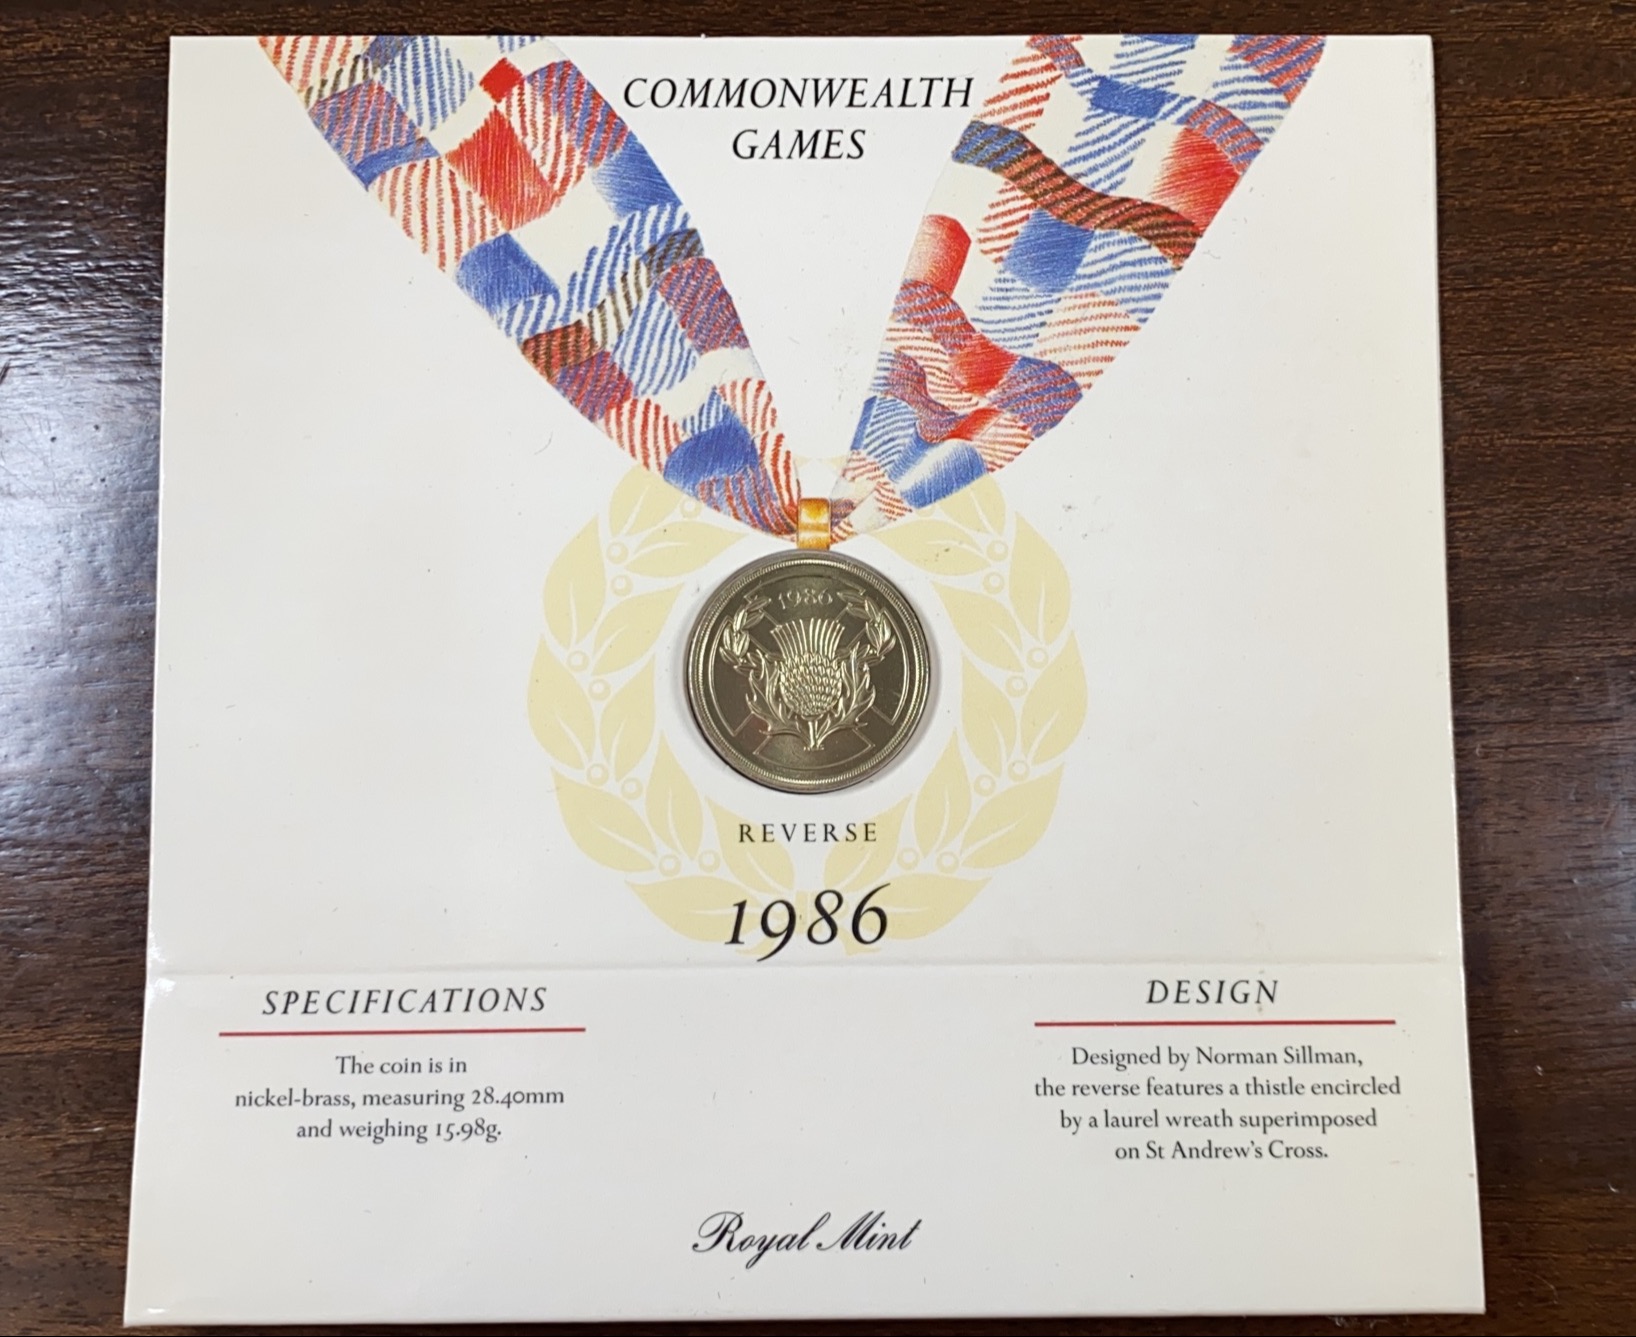 COMMONWEALTH
GAMES
1986
REVERSE
1986
SPECIFICATIONS
The coin is in
nickel-brass, measuring 28.40mm
and weighing 15.98g.
DESIGN
Designed by Norman Sillman,
the reverse features a thistle encircled
by a laurel wreath superimposed
on St Andrew's Cross.
Royal Mint